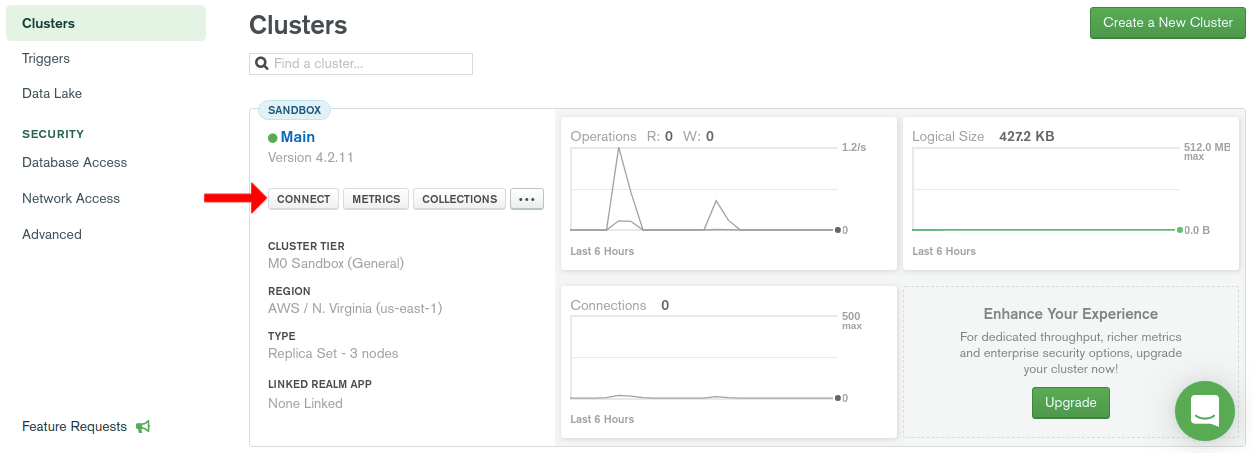 Clusters
Triggers
Data Lake
SECURITY
Database Access
Network Access
Advanced
Feature Requests
Clusters
Create a New Cluster
Find a cluster...
SANDBOX
Main
Version 4.2.11
CONNECT METRICS COLLECTIONS ...
CLUSTER TIER
M0 Sandbox (General)
REGION
AWS / N. Virginia (us-east-1)
TYPE
Replica Set - 3 nodes
LINKED REALM APP
None Linked
Operations R: 0 W: 0
1.2/s
0
Last 6 Hours
Logical Size 427.2 KB
512.0 MB
max
0.0 B
Last 6 Hours
Connections 0
500
max
0
Last 6 Hours
Enhance Your Experience
For dedicated throughput, richer metrics
and enterprise security options, upgrade
your cluster now!
Upgrade